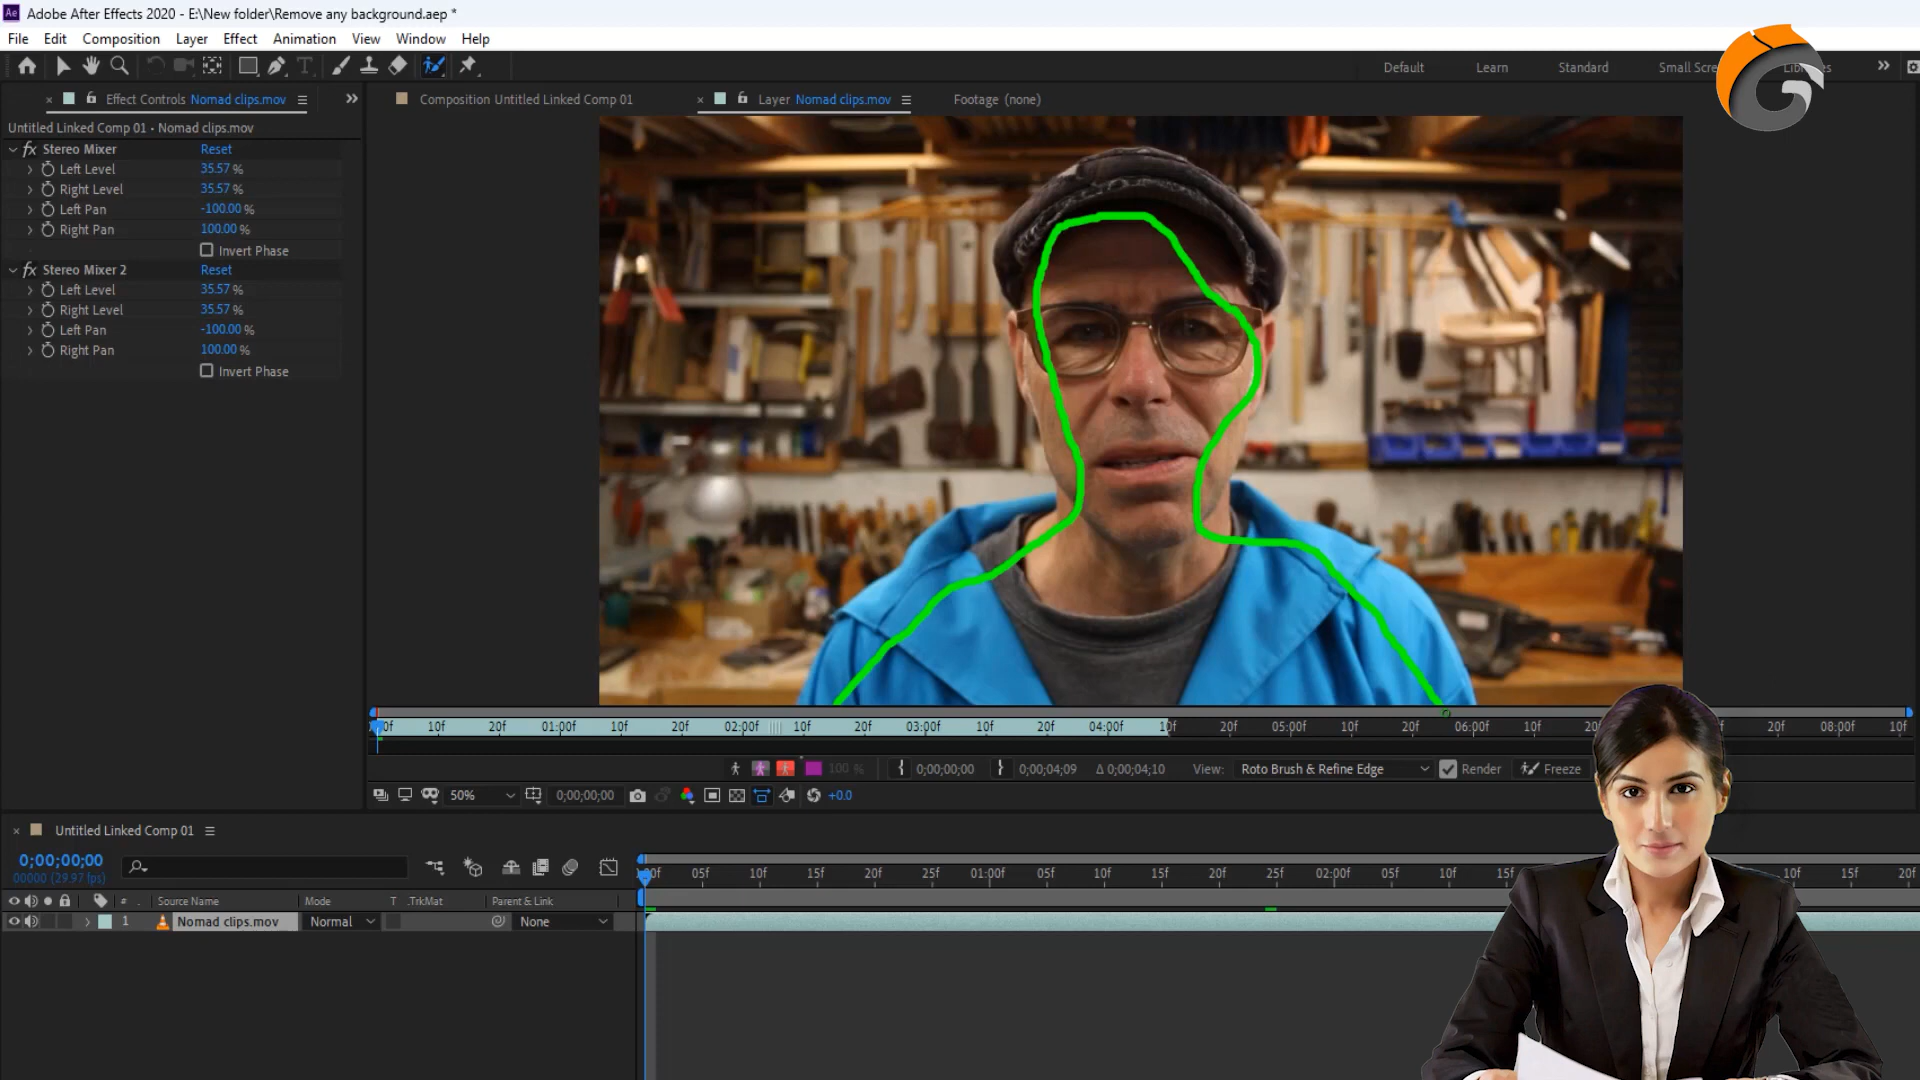 Adobe After Effects 2020 - E:\New folder\Remove any background.aep *
File Edit Composition Layer Effect Animation View Window Help
Default Learn Standard Small Scre
Effect Controls Nomad clips.mov
Composition Untitled Linked Comp 01
Layer Nomad clips.mov
Footage (none)
Untitled Linked Comp 01 • Nomad clips.mov
fx Stereo Mixer Reset
Left Level 35.57 %
Right Level 35.57 %
Left Pan -100.00 %
Right Pan 100.00 %
Invert Phase
fx Stereo Mixer 2 Reset
Left Level 35.57 %
Right Level 35.57 %
Left Pan -100.00 %
Right Pan 100.00 %
Invert Phase
10f 20f 01:00f 10f 20f 02:00f 10f 20f 03:00f 10f 20f 04:00f 10f 20f 05:00f 10f 20f 06:00f 10f 20f 08:00f 10f
100 % 0;00;00;00 0;00;04;09 Δ 0;00;04;10 View: Roto Brush & Refine Edge Render Freeze
50% 0;00;00;00 +0.0
Untitled Linked Comp 01
0;00;00;00
00000 (29.97 fps)
05f 10f 15f 20f 25f 01:00f 05f 10f 15f 20f 25f 02:00f 05f 10f 15f 10f 15f 20f
# Source Name Mode T .TrkMat Parent & Link
1 Nomad clips.mov Normal None